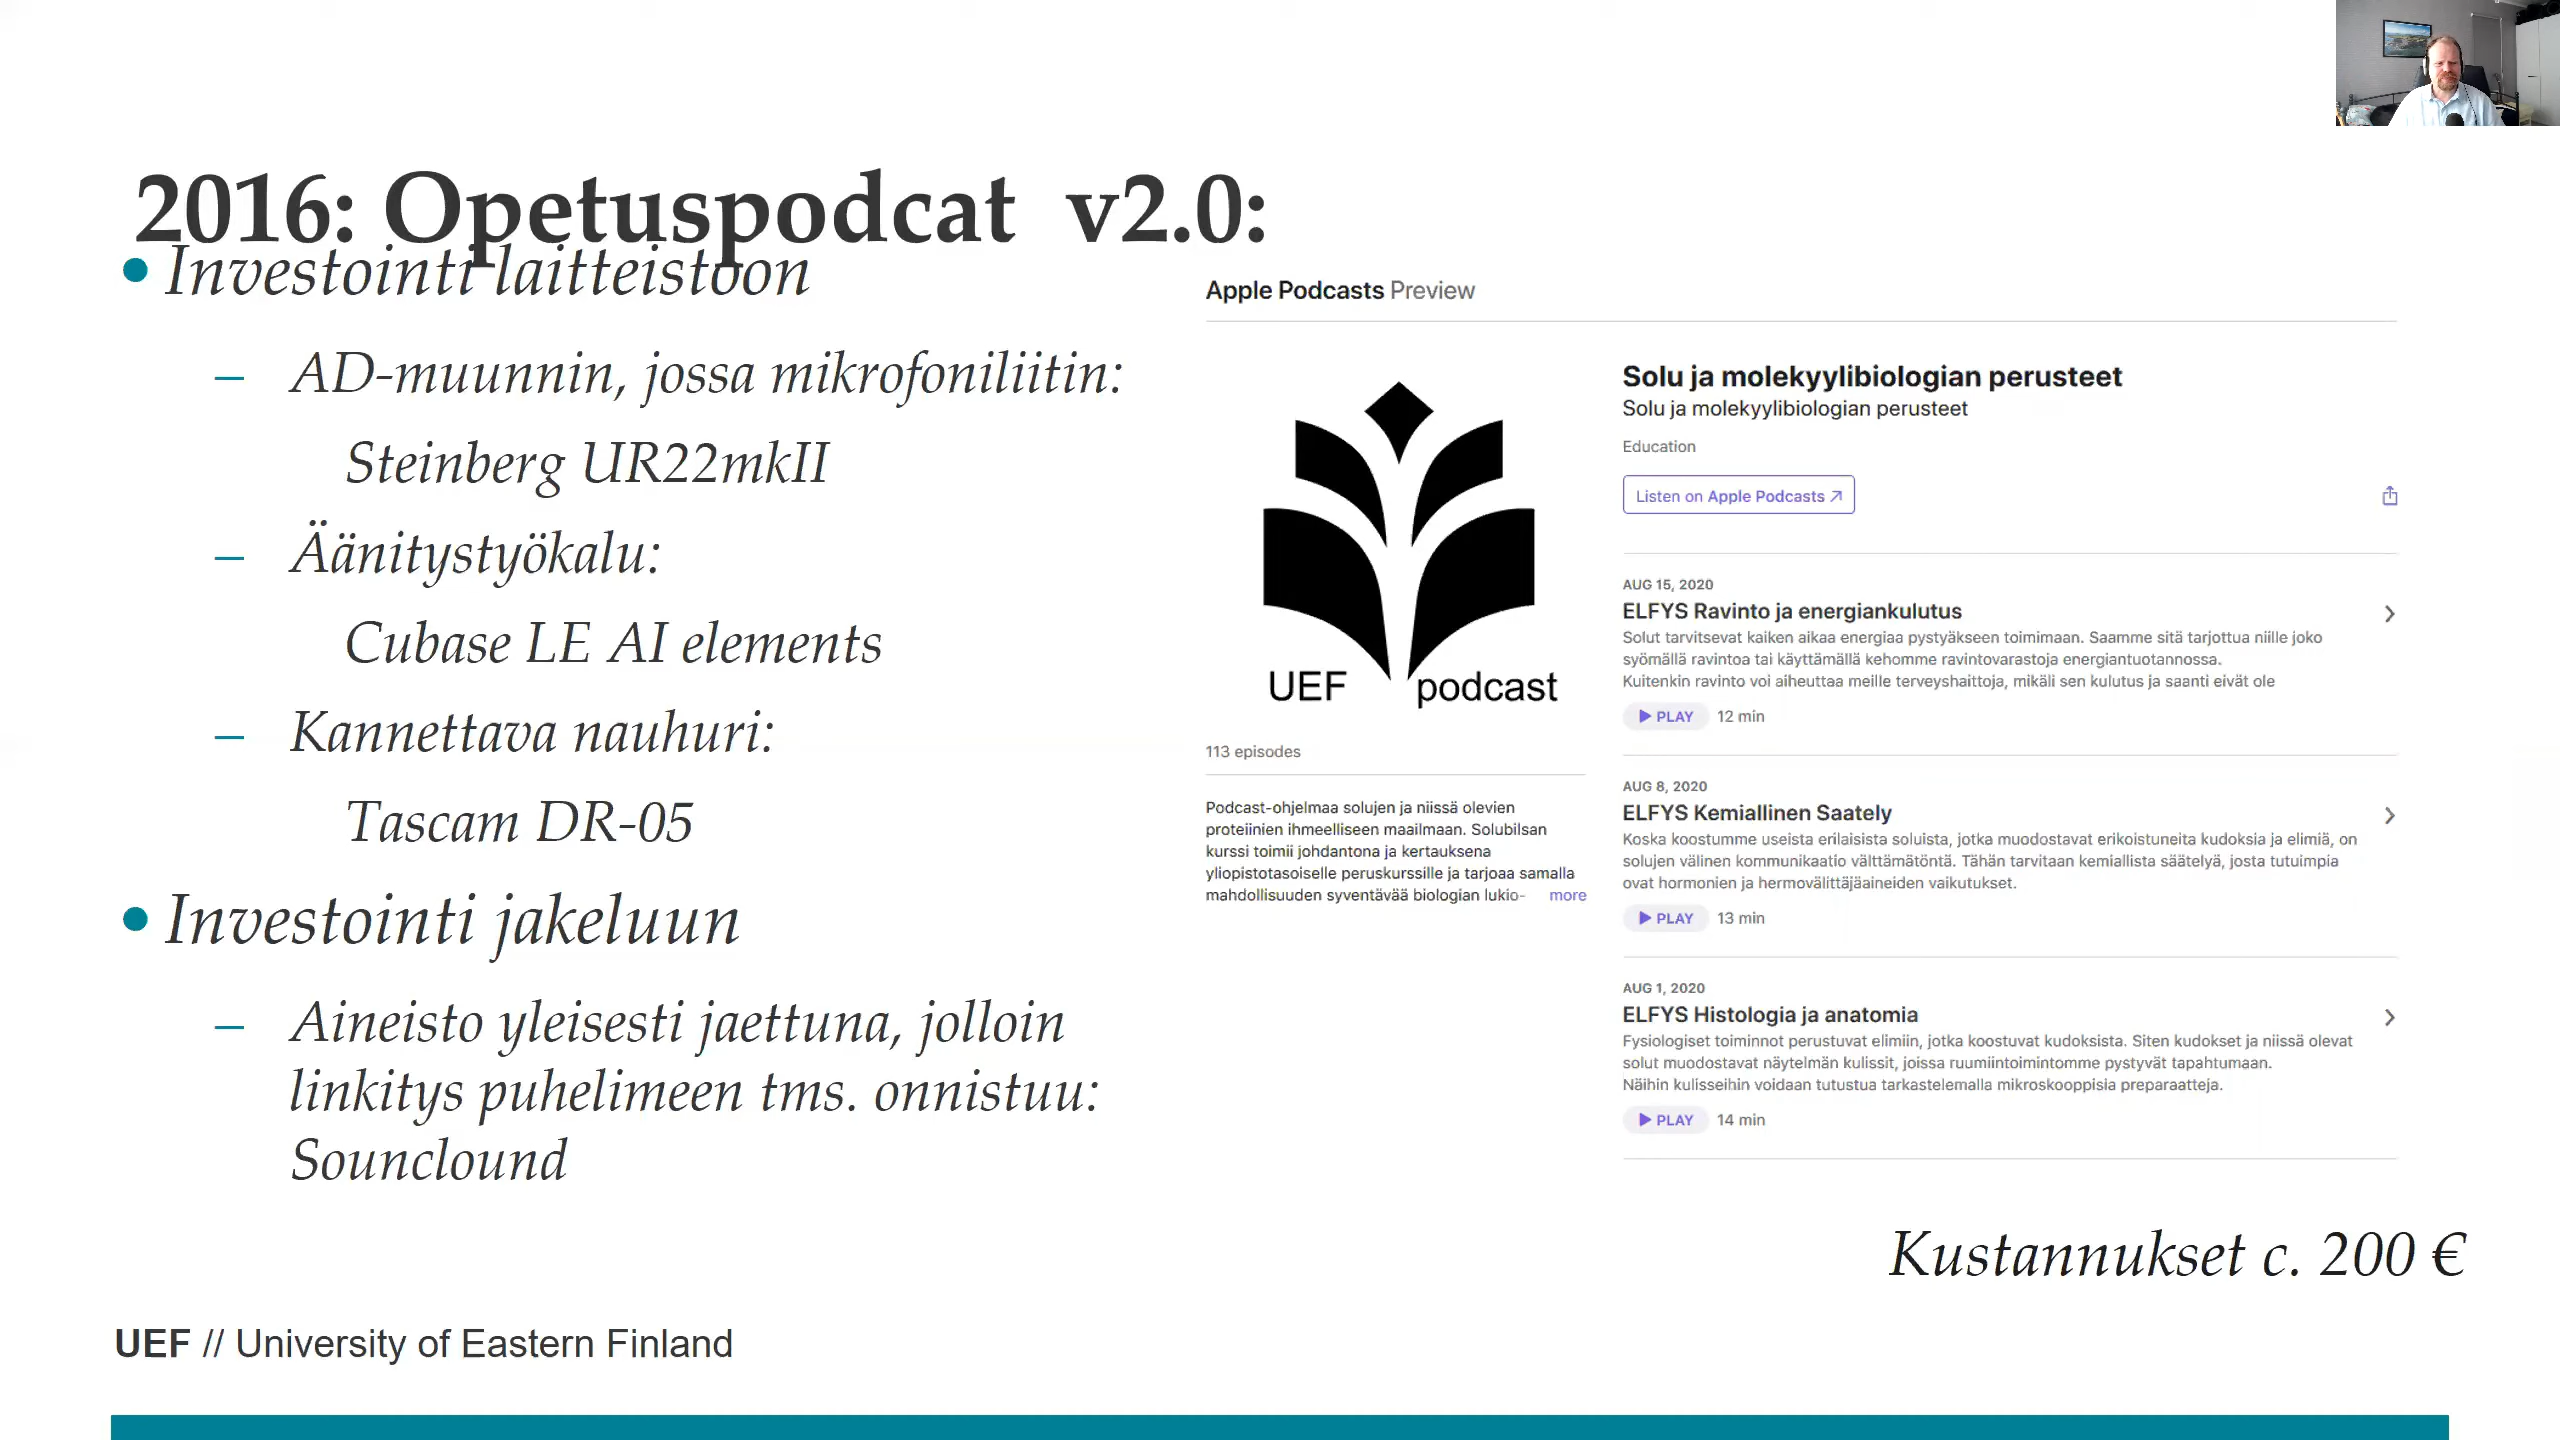 2016: Opetuspodcat v2.0:
• Investointi laitteistoon
– AD-muunnin, jossa mikrofoniliitin:
Steinberg UR22mkII
– Äänitystyökalu:
Cubase LE AI elements
– Kannettava nauhuri:
Tascam DR-05
• Investointi jakeluun
– Aineisto yleisesti jaettuna, jolloin
linkitys puhelimeen tms. onnistuu:
Sounclound
Apple Podcasts Preview
UEF podcast
113 episodes
Podcast-ohjelmaa solujen ja niissä olevien
proteiinien ihmeelliseen maailmaan. Solubilsan
kurssi toimii johdantona ja kertauksena
yliopistotasoiselle peruskurssille ja tarjoaa samalla
mahdollisuuden syventävää biologian lukio- more
Solu ja molekyylibiologian perusteet
Solu ja molekyylibiologian perusteet
Education
Listen on Apple Podcasts ↗
AUG 15, 2020
ELFYS Ravinto ja energiankulutus
Solut tarvitsevat kaiken aikaa energiaa pystyäkseen toimimaan. Saamme sitä tarjottua niille joko
syömällä ravintoa tai käyttämällä kehomme ravintovarastoja energiantuotannossa.
Kuitenkin ravinto voi aiheuttaa meille terveyshaittoja, mikäli sen kulutus ja saanti eivät ole
PLAY 12 min
AUG 8, 2020
ELFYS Kemiallinen Saately
Koska koostumme useista erilaisista soluista, jotka muodostavat erikoistuneita kudoksia ja elimiä, on
solujen välinen kommunikaatio välttämätöntä. Tähän tarvitaan kemiallista säätelyä, josta tutuimpia
ovat hormonien ja hermovälittäjäaineiden vaikutukset.
PLAY 13 min
AUG 1, 2020
ELFYS Histologia ja anatomia
Fysiologiset toiminnot perustuvat elimiin, jotka koostuvat kudoksista. Siten kudokset ja niissä olevat
solut muodostavat näytelmän kulissit, joissa ruumiintoimintomme pystyvät tapahtumaan.
Näihin kulisseihin voidaan tutustua tarkastelemalla mikroskooppisia preparaatteja.
PLAY 14 min
Kustannukset c. 200 €
UEF // University of Eastern Finland